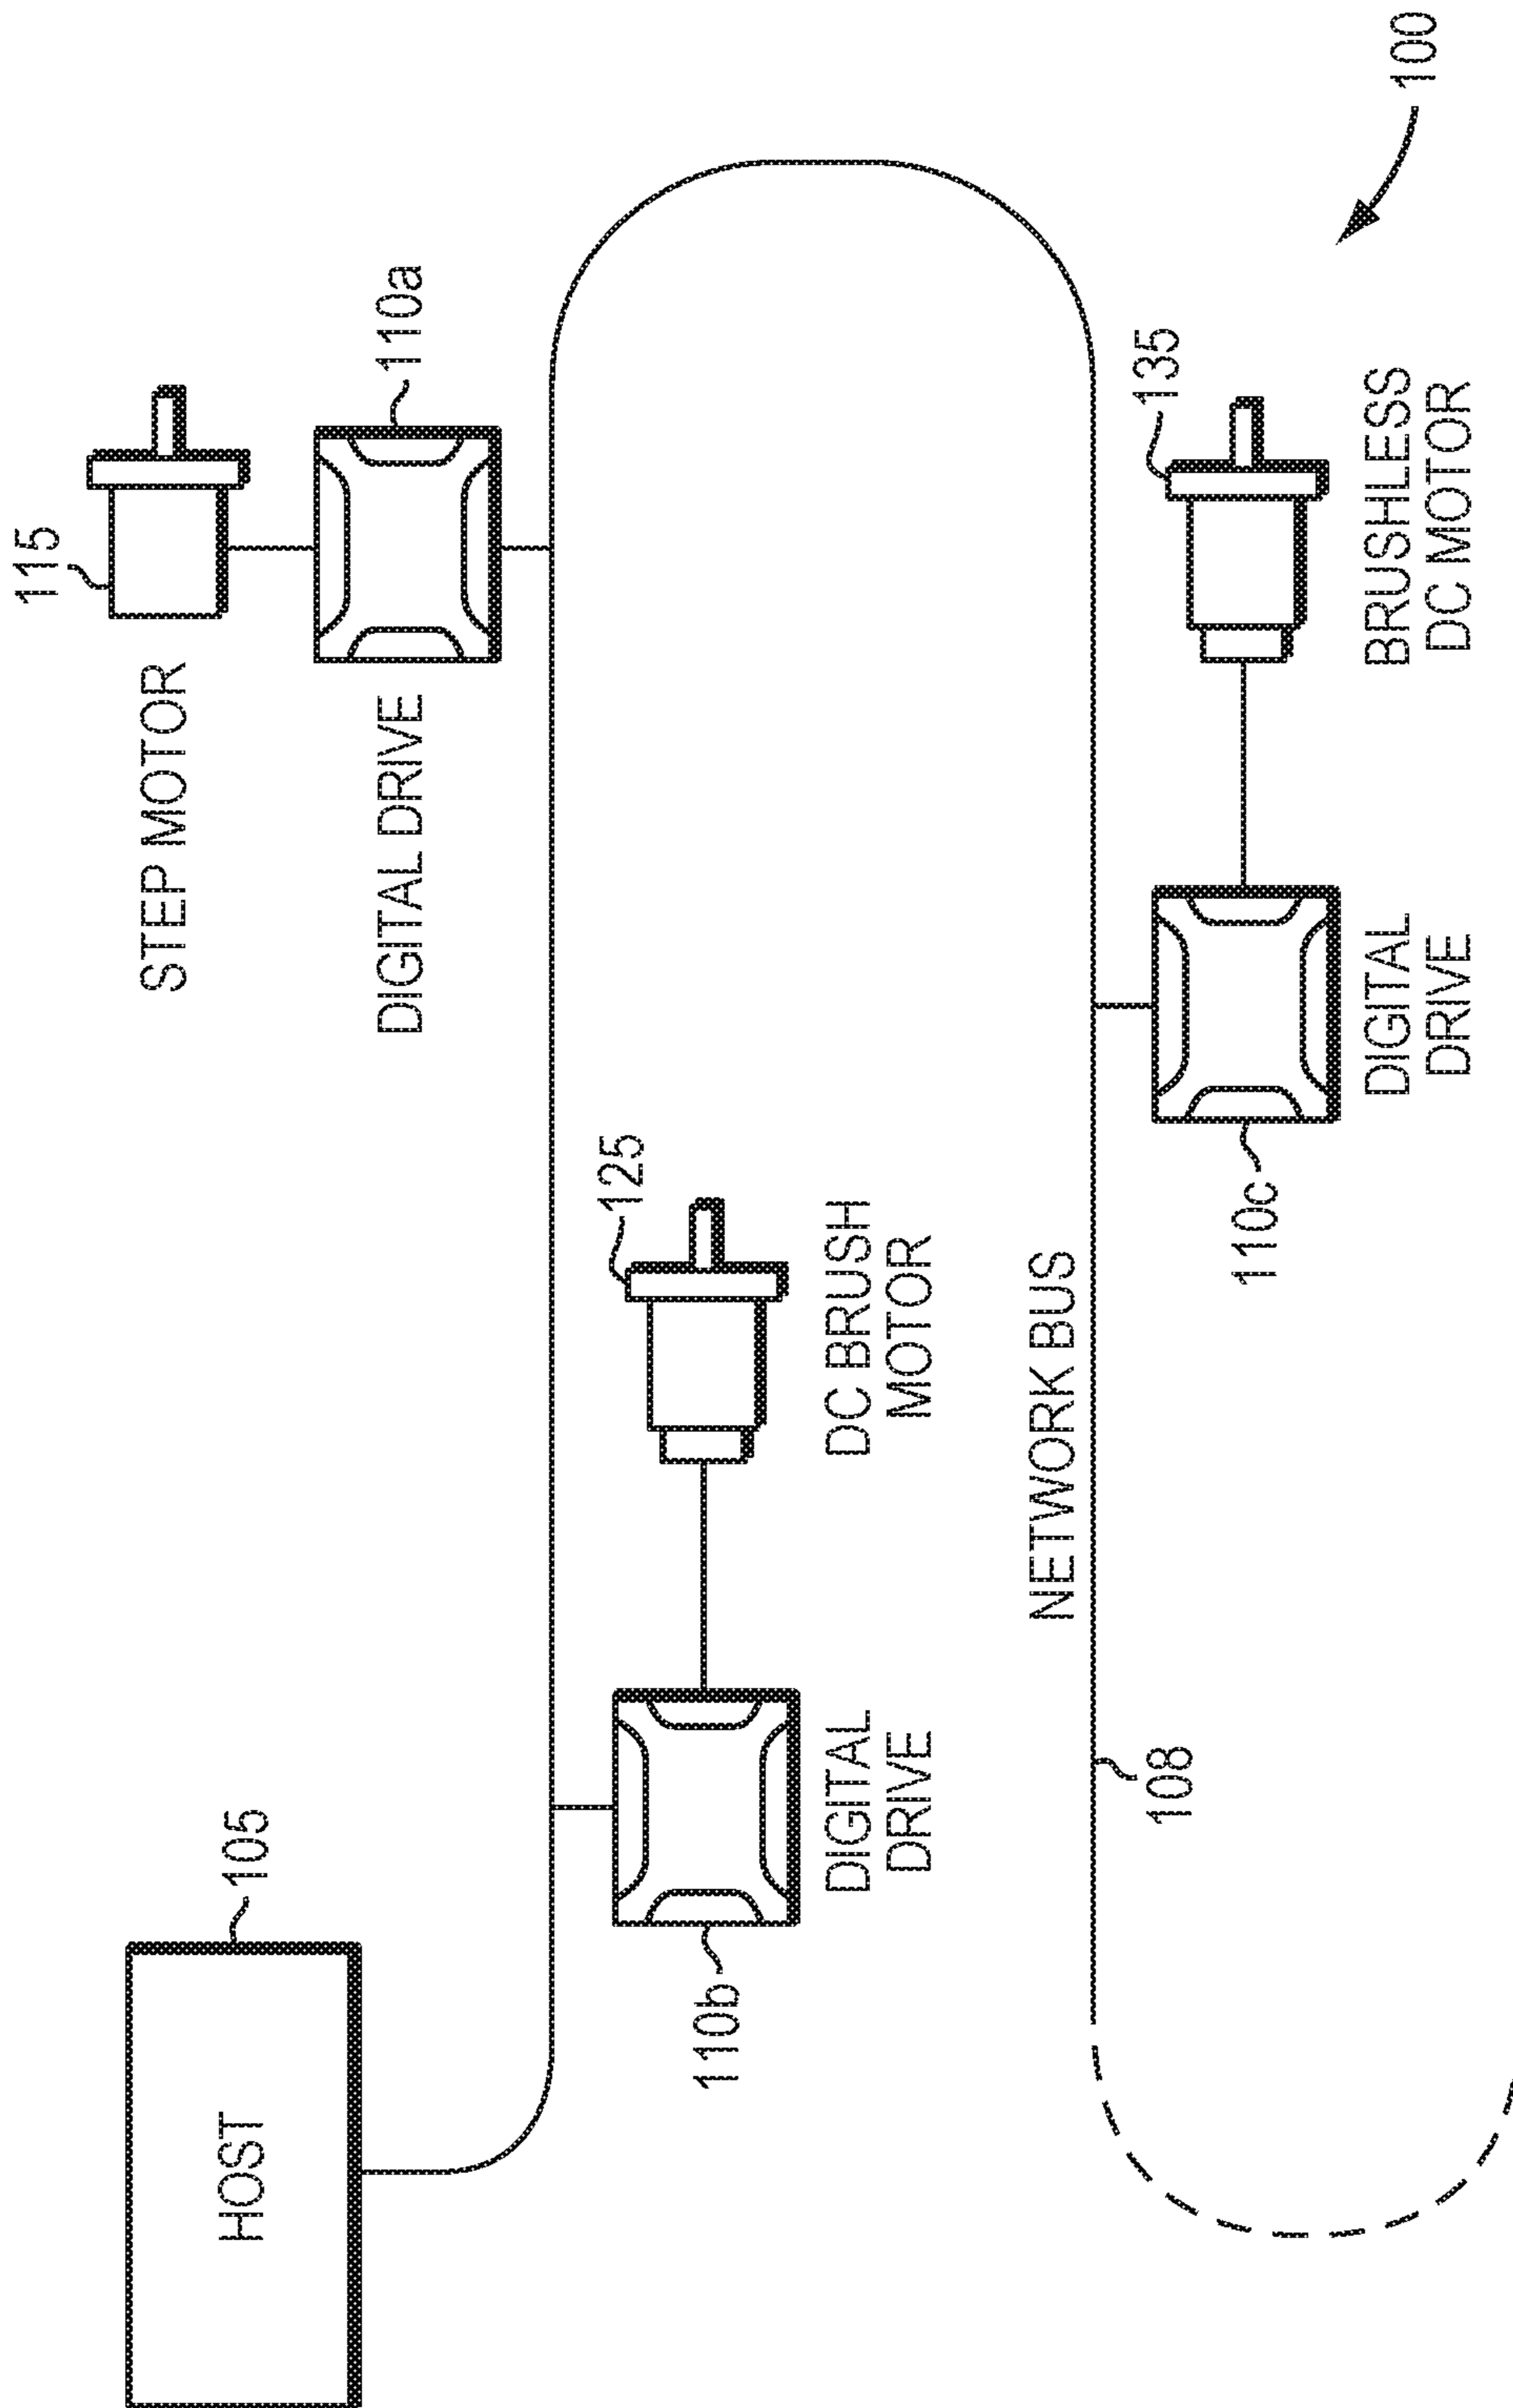 115
STEP MOTOR
110a
DIGITAL DRIVE
HOST
105
125
DC BRUSH
MOTOR
110b
DIGITAL
DRIVE
NETWORK BUS
108
135
BRUSHLESS
DC MOTOR
110c
DIGITAL
DRIVE
100